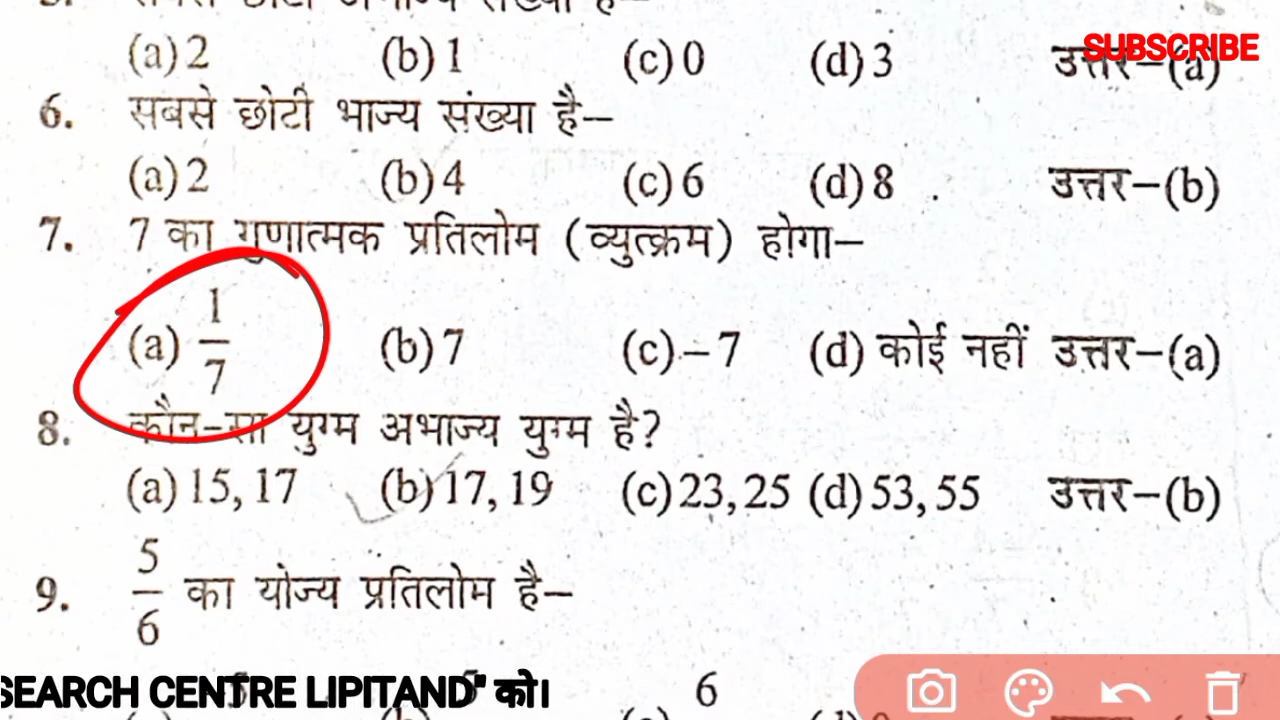 (a) 2 (b) 1 (c) 0 (d) 3 उत्तर–(a)
SUBSCRIBE
6. सबसे छोटी भाज्य संख्या है–
(a) 2 (b) 4 (c) 6 (d) 8 . उत्तर–(b)
7. 7 का गुणात्मक प्रतिलोम (व्युत्क्रम) होगा–
(a) 1/7 (b) 7 (c) – 7 (d) कोई नहीं उत्तर–(a)
8. कौन-सा युग्म अभाज्य युग्म है?
(a) 15, 17 (b) 17, 19 (c) 23, 25 (d) 53, 55 उत्तर–(b)
9. 5/6 का योज्य प्रतिलोम है–
SEARCH CENTRE LIPITAND" को।
6